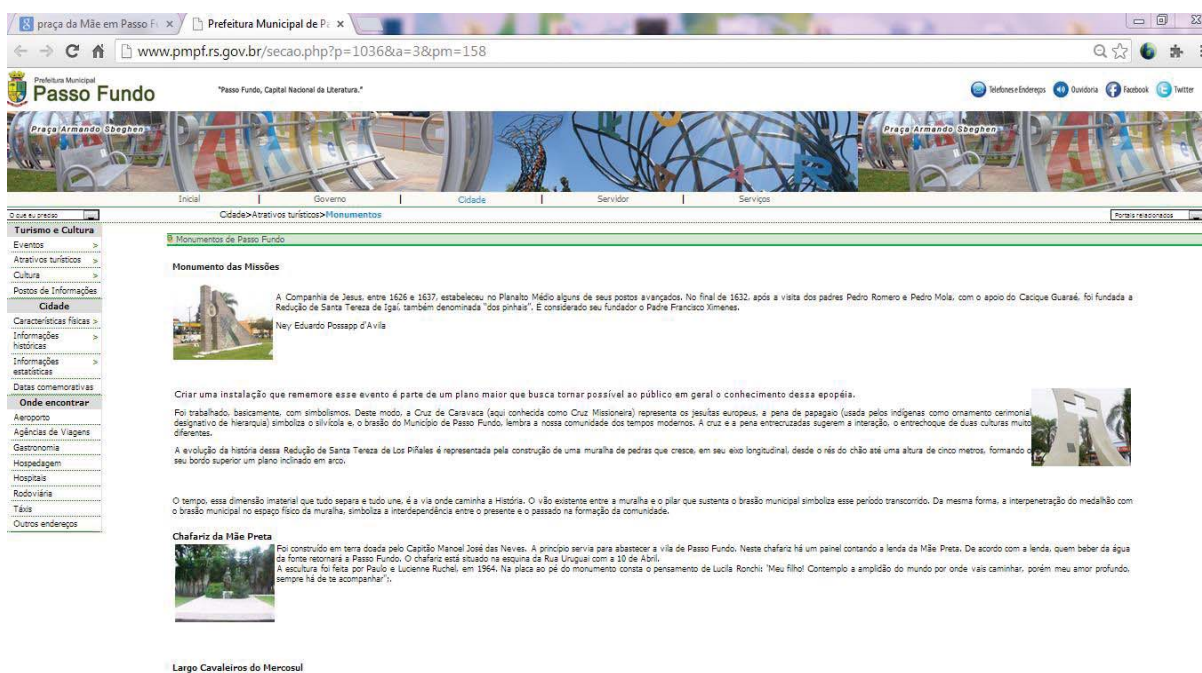 praça da Mãe em Passo F
Prefeitura Municipal de P
www.pmpf.rs.gov.br/secao.php?p=1036&a=3&pm=158
Prefeitura Municipal
Passo Fundo
"Passo Fundo, Capital Nacional da Literatura."
Telefones e Endereços Ouvidoria Facebook Twitter
Praça Armando Sbeghen
Praça Armando Sbeghen
Inicial | Governo | Cidade | Servidor | Serviços
O que eu preciso
Cidade>Atrativos turísticos>Monumentos
Portais relacionados
Turismo e Cultura
Eventos >
Atrativos turísticos >
Cultura >
Postos de Informações
Cidade
Características físicas >
Informações >
históricas
Informações >
estatísticas
Datas comemorativas
Onde encontrar
Aeroporto
Agências de Viagens
Gastronomia
Hospedagem
Hospitais
Rodoviária
Táxis
Outros endereços
Monumentos de Passo Fundo
Monumento das Missões
A Companhia de Jesus, entre 1626 e 1637, estabeleceu no Planalto Médio alguns de seus postos avançados. No final de 1632, após a visita dos padres Pedro Romero e Pedro Mola, com o apoio do Cacique Guaraé, foi fundada a
Redução de Santa Tereza de Igaí, também denominada "dos pinhais". É considerado seu fundador o Padre Francisco Ximenes.
Ney Eduardo Possapp d'Avila
Criar uma instalação que rememore esse evento é parte de um plano maior que busca tornar possível ao público em geral o conhecimento dessa epopéia.
Foi trabalhado, basicamente, com simbolismos. Deste modo, a Cruz de Caravaca (aqui conhecida como Cruz Missioneira) representa os jesuítas europeus, a pena de papagaio (usada pelos indígenas como ornamento cerimonial
designativo de hierarquia) simboliza o silvícola e, o brasão do Município de Passo Fundo, lembra a nossa comunidade dos tempos modernos. A cruz e a pena entrecruzadas sugerem a interação, o entrechoque de duas culturas muito
diferentes.
A evolução da história dessa Redução de Santa Tereza de Los Piñales é representada pela construção de uma muralha de pedras que cresce, em seu eixo longitudinal, desde o rés do chão até uma altura de cinco metros, formando o
seu bordo superior um plano inclinado em arco.
O tempo, essa dimensão imaterial que tudo separa e tudo une, é a via onde caminha a História. O vão existente entre a muralha e o pilar que sustenta o brasão municipal simboliza esse período transcorrido. Da mesma forma, a interpenetração do medalhão com
o brasão municipal no espaço físico da muralha, simboliza a interdependência entre o presente e o passado na formação da comunidade.
Chafariz da Mãe Preta
Foi construído em terra doada pelo Capitão Manoel José das Neves. A princípio servia para abastecer a vila de Passo Fundo. Neste chafariz há um painel contando a lenda da Mãe Preta. De acordo com a lenda, quem beber da água
da fonte retornará a Passo Fundo. O chafariz está situado na esquina da Rua Uruguai com a 10 de Abril.
A escultura foi feita por Paulo e Lucienne Ruchel, em 1964. Na placa ao pé do monumento consta o pensamento de Lucila Ronchi: 'Meu filho! Contemplo a amplidão do mundo por onde vais caminhar, porém meu amor profundo,
sempre há de te acompanhar";.
Largo Cavaleiros do Mercosul